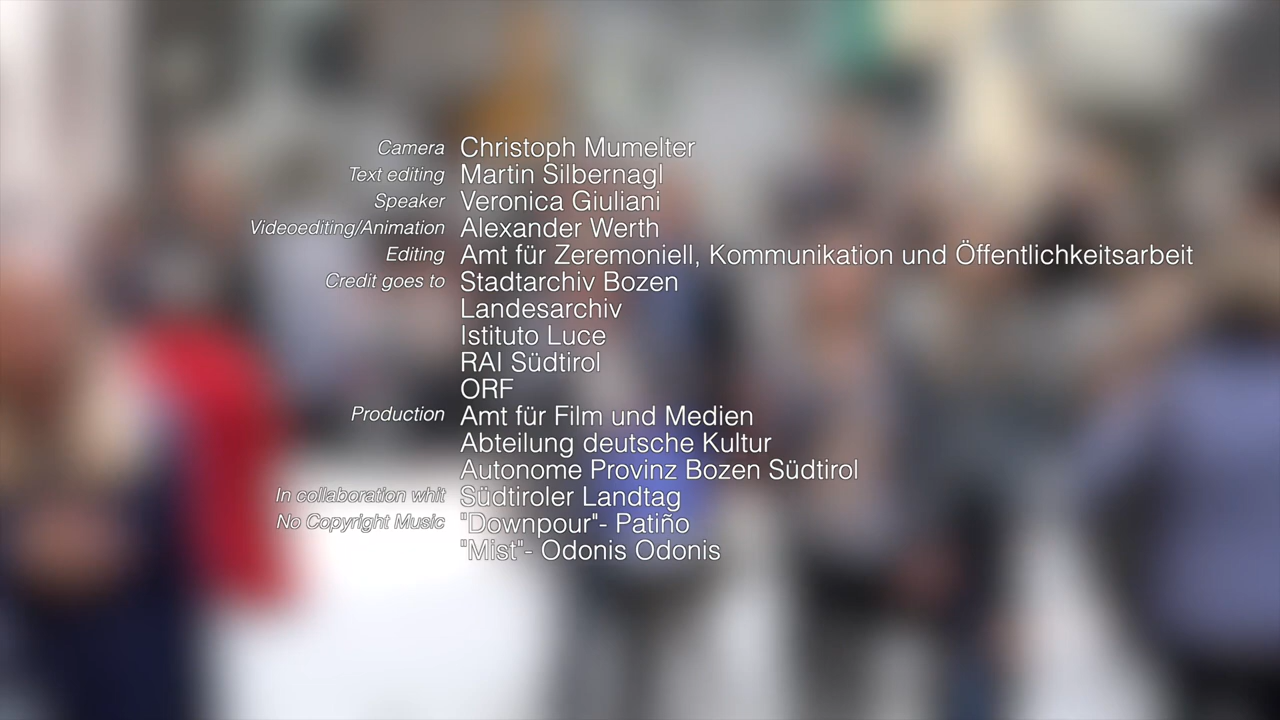 Camera Christoph Mumelter
Text editing Martin Silbernagl
Speaker Veronica Giuliani
Videoediting/Animation Alexander Werth
Editing Amt für Zeremoniell, Kommunikation und Öffentlichkeitsarbeit
Credit goes to Stadtarchiv Bozen
Landesarchiv
Istituto Luce
RAI Südtirol
ORF
Production Amt für Film und Medien
Abteilung deutsche Kultur
Autonome Provinz Bozen Südtirol
In collaboration whit Südtiroler Landtag
No Copyright Music "Downpour"- Patiño
"Mist"- Odonis Odonis